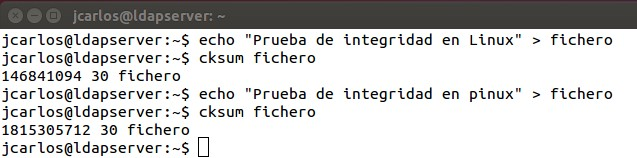 jcarlos@ldapserver: ~
jcarlos@ldapserver:~$ echo "Prueba de integridad en Linux" > fichero
jcarlos@ldapserver:~$ cksum fichero
146841094 30 fichero
jcarlos@ldapserver:~$ echo "Prueba de integridad en pinux" > fichero
jcarlos@ldapserver:~$ cksum fichero
1815305712 30 fichero
jcarlos@ldapserver:~$